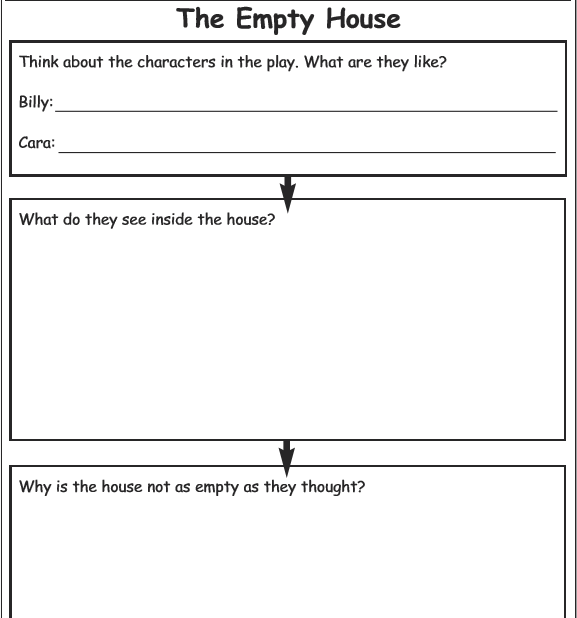 The Empty House
Think about the characters in the play. What are they like?
Billy:
Cara:
What do they see inside the house?
Why is the house not as empty as they thought?